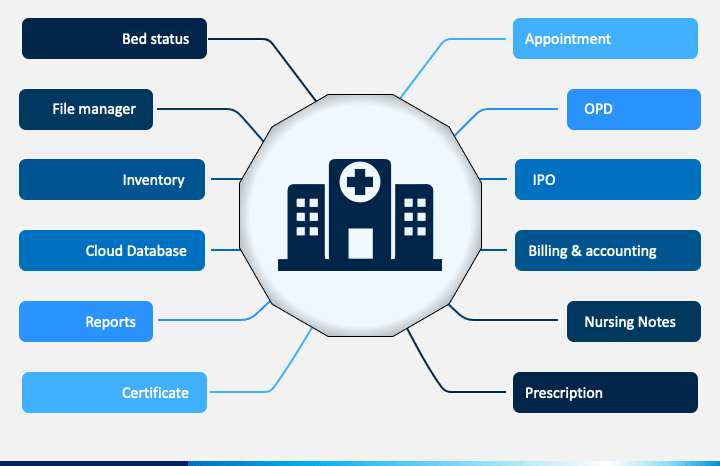 Bed status
File manager
Inventory
Cloud Database
Reports
Certificate
Appointment
OPD
IPO
Billing & accounting
Nursing Notes
Prescription